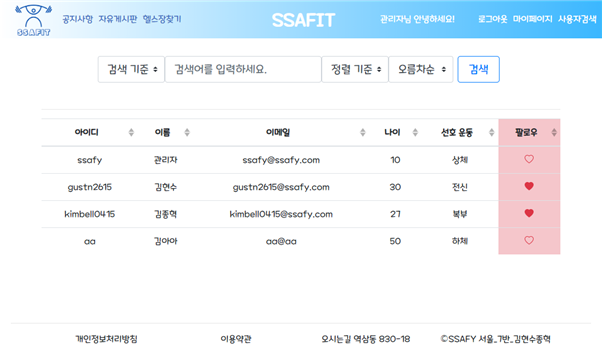 SSAFIT 공지사항 자유게시판 헬스장찾기 SSAFIT 관리자님 안녕하세요! 로그아웃 마이페이지 사용자검색
검색 기준 검색어를 입력하세요. 정렬 기준 오름차순 검색
아이디 이름 이메일 나이 선호 운동 팔로우
ssafy 관리자 ssafy@ssafy.com 10 상체
gustn2615 김현수 gustn2615@ssafy.com 30 전신
kimbell0415 김종혁 kimbell0415@ssafy.com 27 복부
aa 김아아 aa@aa 50 하체
개인정보처리방침 이용약관 오시는길 역삼동 830-18 ©SSAFY 서울_7반_김현수종혁